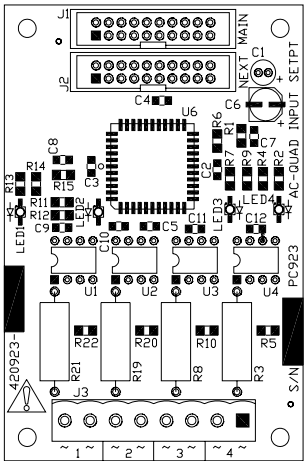 J1
J2
NEXT MAIN
C1
C4
C6
+
+
U6
R6
R1
C7
AC-QUAD INPUT SETPT
C8
C3
C2
R7
R9
R4
R2
R13
R14
R15
R11
R12
C9
LED1
LED2
LED3
LED4
C10
C5
C11
C12
U1
U2
U3
U4
PC923
R22
R20
R10
R5
R21
R19
R8
R3
420923-
S/N
J3
~ 1 ~ ~ 2 ~ ~ 3 ~ ~ 4 ~